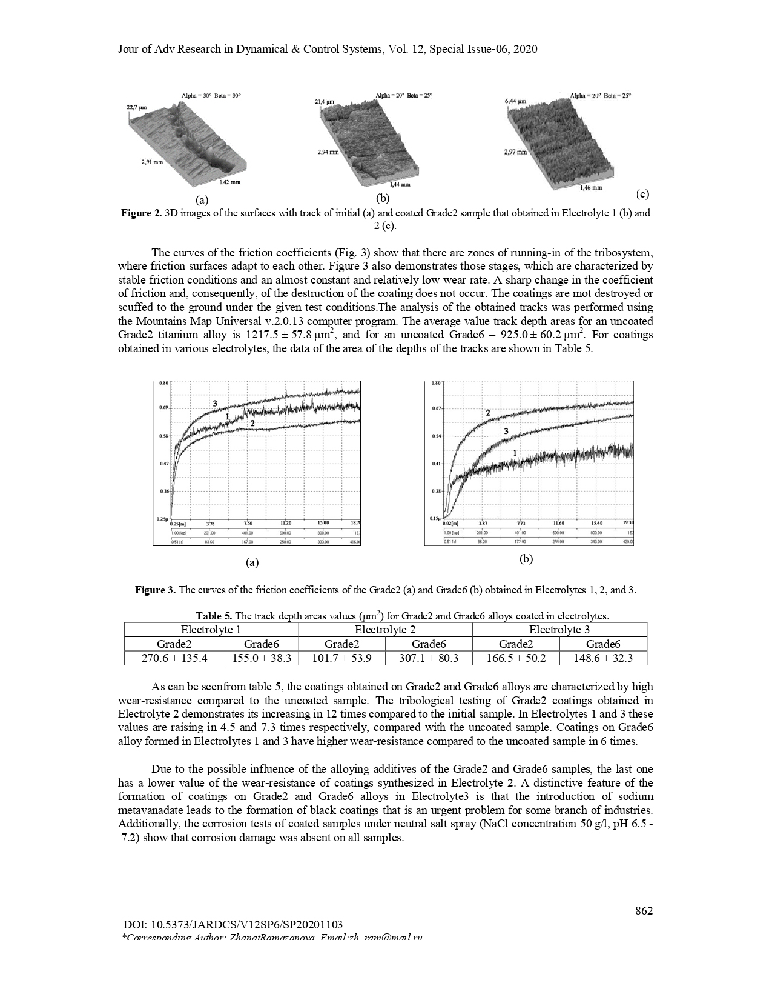 Jour of Adv Research in Dynamical & Control Systems, Vol. 12, Special Issue-06, 2020
Alpha = 30° Beta = 30°
22,7 µm
2,91 mm
1.42 mm
(a)
Alpha = 20° Beta = 25°
21,4 µm
2,94 mm
1,44 mm
(b)
Alpha = 20° Beta = 25°
6,44 µm
2,97 mm
1,46 mm
(c)
Figure 2. 3D images of the surfaces with track of initial (a) and coated Grade2 sample that obtained in Electrolyte 1 (b) and
2 (c).
The curves of the friction coefficients (Fig. 3) show that there are zones of running-in of the tribosystem,
where friction surfaces adapt to each other. Figure 3 also demonstrates those stages, which are characterized by
stable friction conditions and an almost constant and relatively low wear rate. A sharp change in the coefficient
of friction and, consequently, of the destruction of the coating does not occur. The coatings are mot destroyed or
scuffed to the ground under the given test conditions.The analysis of the obtained tracks was performed using
the Mountains Map Universal v.2.0.13 computer program. The average value track depth areas for an uncoated
Grade2 titanium alloy is 1217.5 ± 57.8 µm², and for an uncoated Grade6 – 925.0 ± 60.2 µm². For coatings
obtained in various electrolytes, the data of the area of the depths of the tracks are shown in Table 5.
0.80
0.69
0.58
0.47
0.36
0.25µ
3
1
2
0.25[m] 3.76 7.50 11.20 15.00 18.70
1.00 [lap] 201.00 401.00 600.00 800.00 1E3
0.51 [s] 83.60 167.00 250.00 333.00 416.00
(a)
0.80
0.67
0.54
0.41
0.28
0.15µ
2
3
1
0.02[m] 3.87 7.73 11.60 15.40 19.30
1.00 [lap] 201.00 401.00 600.00 800.00 1E3
0.51 [s] 86.20 172.00 258.00 343.00 429.00
(b)
Figure 3. The curves of the friction coefficients of the Grade2 (a) and Grade6 (b) obtained in Electrolytes 1, 2, and 3.
Table 5. The track depth areas values (µm²) for Grade2 and Grade6 alloys coated in electrolytes.
Electrolyte 1 Electrolyte 2 Electrolyte 3
Grade2 Grade6 Grade2 Grade6 Grade2 Grade6
270.6 ± 135.4 155.0 ± 38.3 101.7 ± 53.9 307.1 ± 80.3 166.5 ± 50.2 148.6 ± 32.3
As can be seenfrom table 5, the coatings obtained on Grade2 and Grade6 alloys are characterized by high
wear-resistance compared to the uncoated sample. The tribological testing of Grade2 coatings obtained in
Electrolyte 2 demonstrates its increasing in 12 times compared to the initial sample. In Electrolytes 1 and 3 these
values are raising in 4.5 and 7.3 times respectively, compared with the uncoated sample. Coatings on Grade6
alloy formed in Electrolytes 1 and 3 have higher wear-resistance compared to the uncoated sample in 6 times.
Due to the possible influence of the alloying additives of the Grade2 and Grade6 samples, the last one
has a lower value of the wear-resistance of coatings synthesized in Electrolyte 2. A distinctive feature of the
formation of coatings on Grade2 and Grade6 alloys in Electrolyte3 is that the introduction of sodium
metavanadate leads to the formation of black coatings that is an urgent problem for some branch of industries.
Additionally, the corrosion tests of coated samples under neutral salt spray (NaCl concentration 50 g/l, pH 6.5 -
7.2) show that corrosion damage was absent on all samples.
862
DOI: 10.5373/JARDCS/V12SP6/SP20201103
*Corresponding Author: ZhanatRamazanova, Email:zh_ram@mail.ru